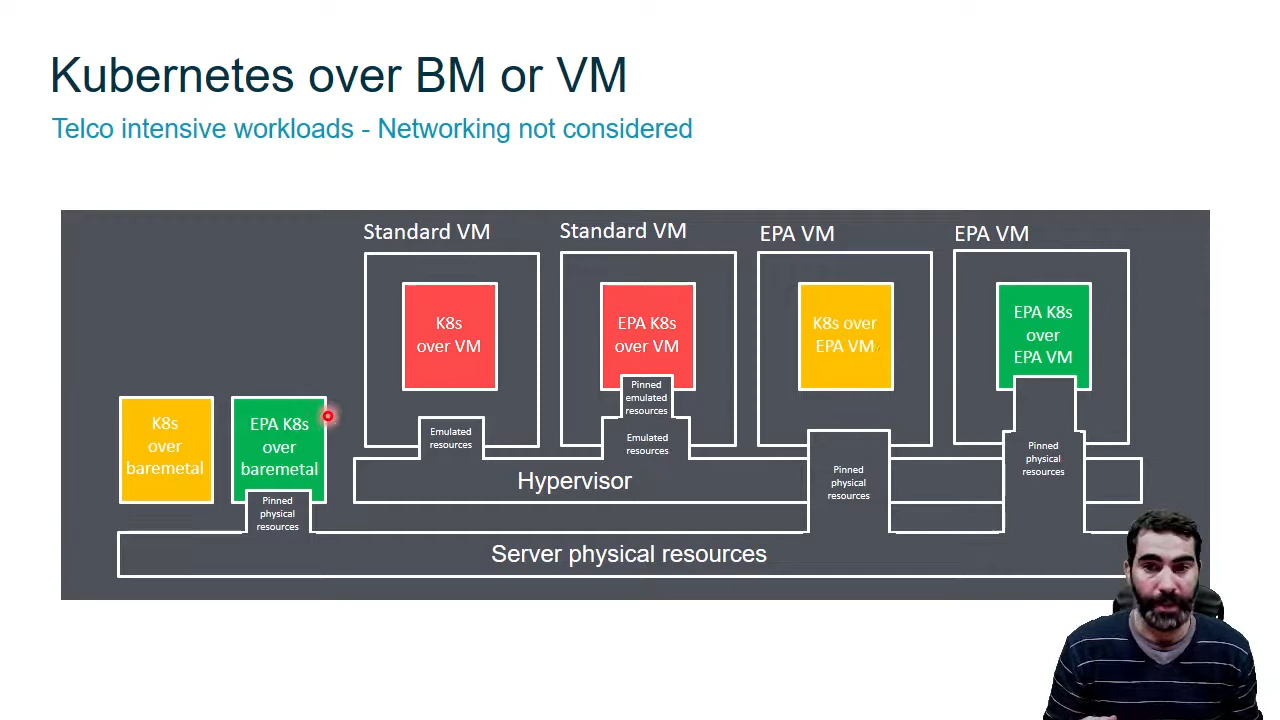 Kubernetes over BM or VM
Telco intensive workloads - Networking not considered
Standard VM
Standard VM
EPA VM
EPA VM
K8s
over VM
EPA K8s
over VM
K8s over
EPA VM
EPA K8s
over
EPA VM
Pinned
emulated
resources
Emulated
resources
Emulated
resources
Pinned
physical
resources
Pinned
physical
resources
K8s
over
baremetal
EPA K8s
over
baremetal
Pinned
physical
resources
Hypervisor
Server physical resources